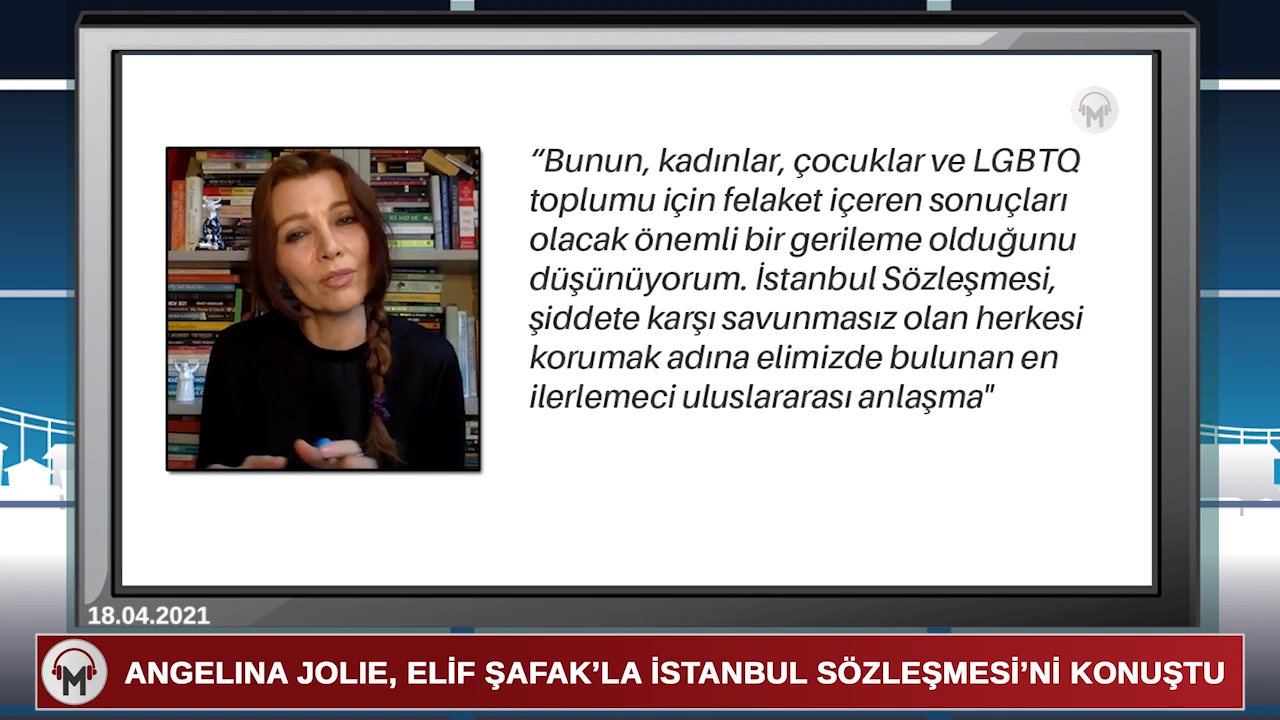 M
“Bunun, kadınlar, çocuklar ve LGBTQ
toplumu için felaket içeren sonuçları
olacak önemli bir gerileme olduğunu
düşünüyorum. İstanbul Sözleşmesi,
şiddete karşı savunmasız olan herkesi
korumak adına elimizde bulunan en
ilerlemeci uluslararası anlaşma"
18.04.2021
M
ANGELINA JOLIE, ELİF ŞAFAK’LA İSTANBUL SÖZLEŞMESİ’Nİ KONUŞTU